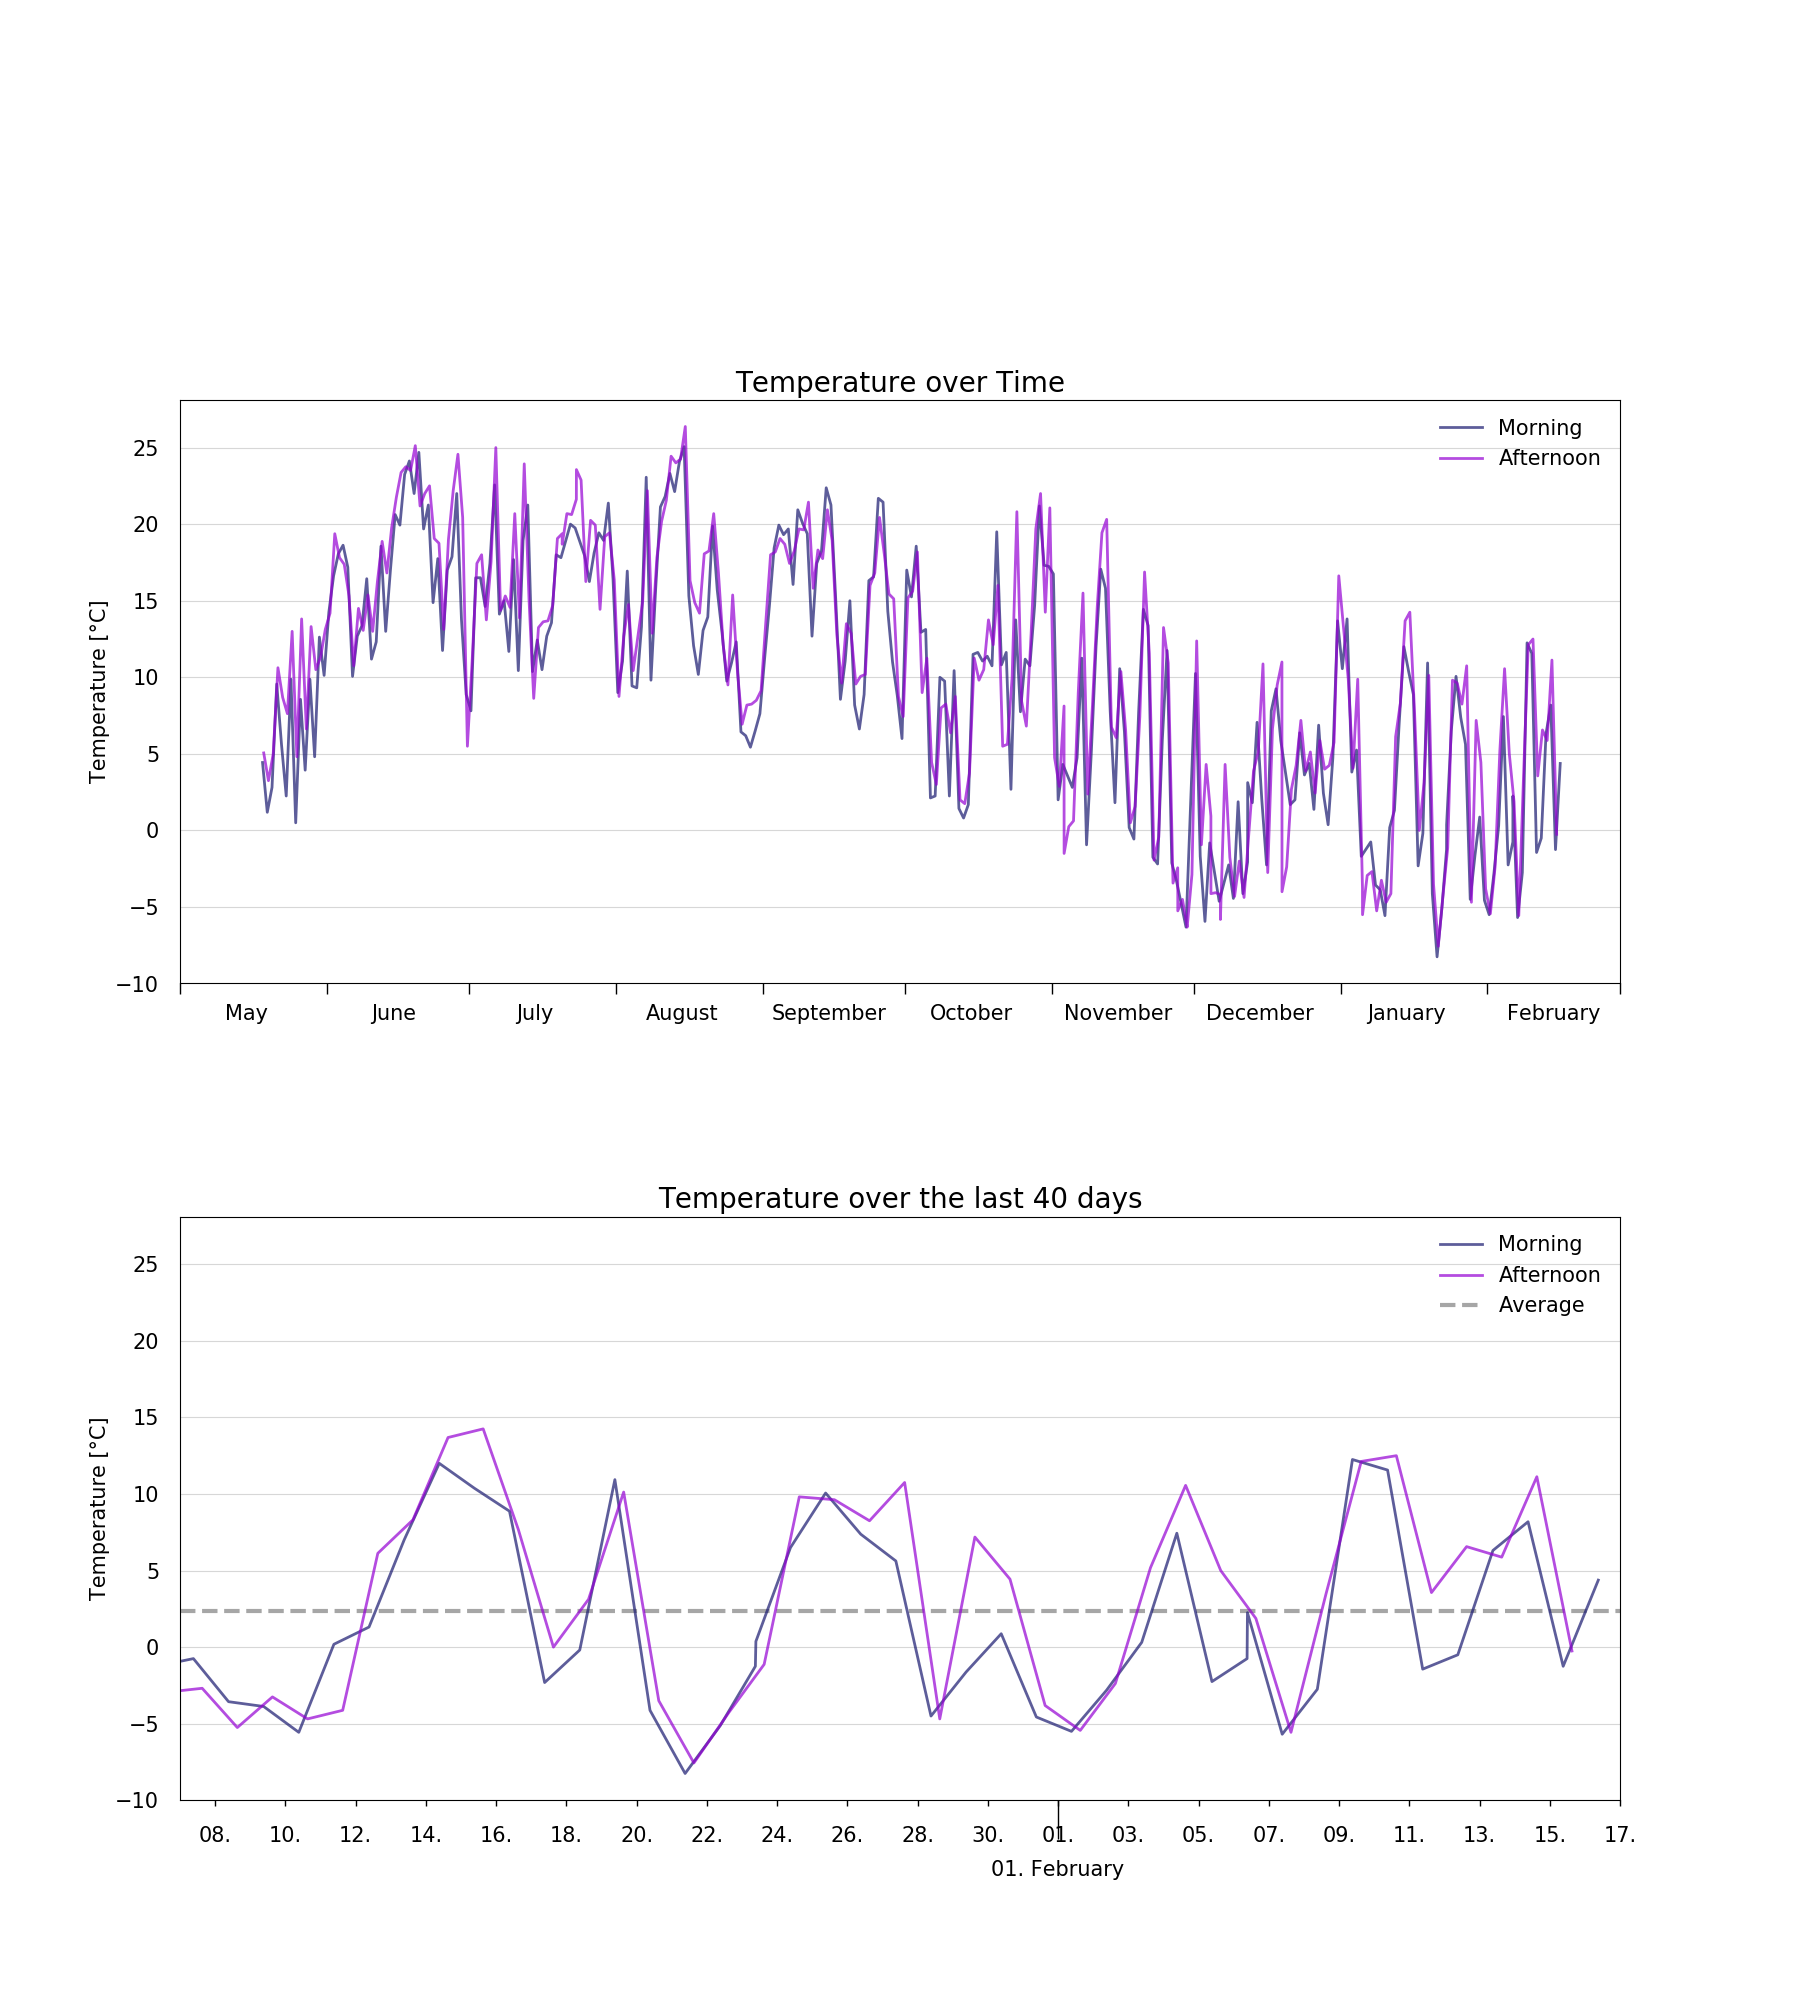 Temperature over Time
Morning
Afternoon
25
20
15
10
5
0
−5
−10
Temperature [°C]
May June July August September October November December January February
Temperature over the last 40 days
Morning
Afternoon
Average
25
20
15
10
5
0
−5
−10
Temperature [°C]
08. 10. 12. 14. 16. 18. 20. 22. 24. 26. 28. 30. 01. 03. 05. 07. 09. 11. 13. 15. 17.
01. February